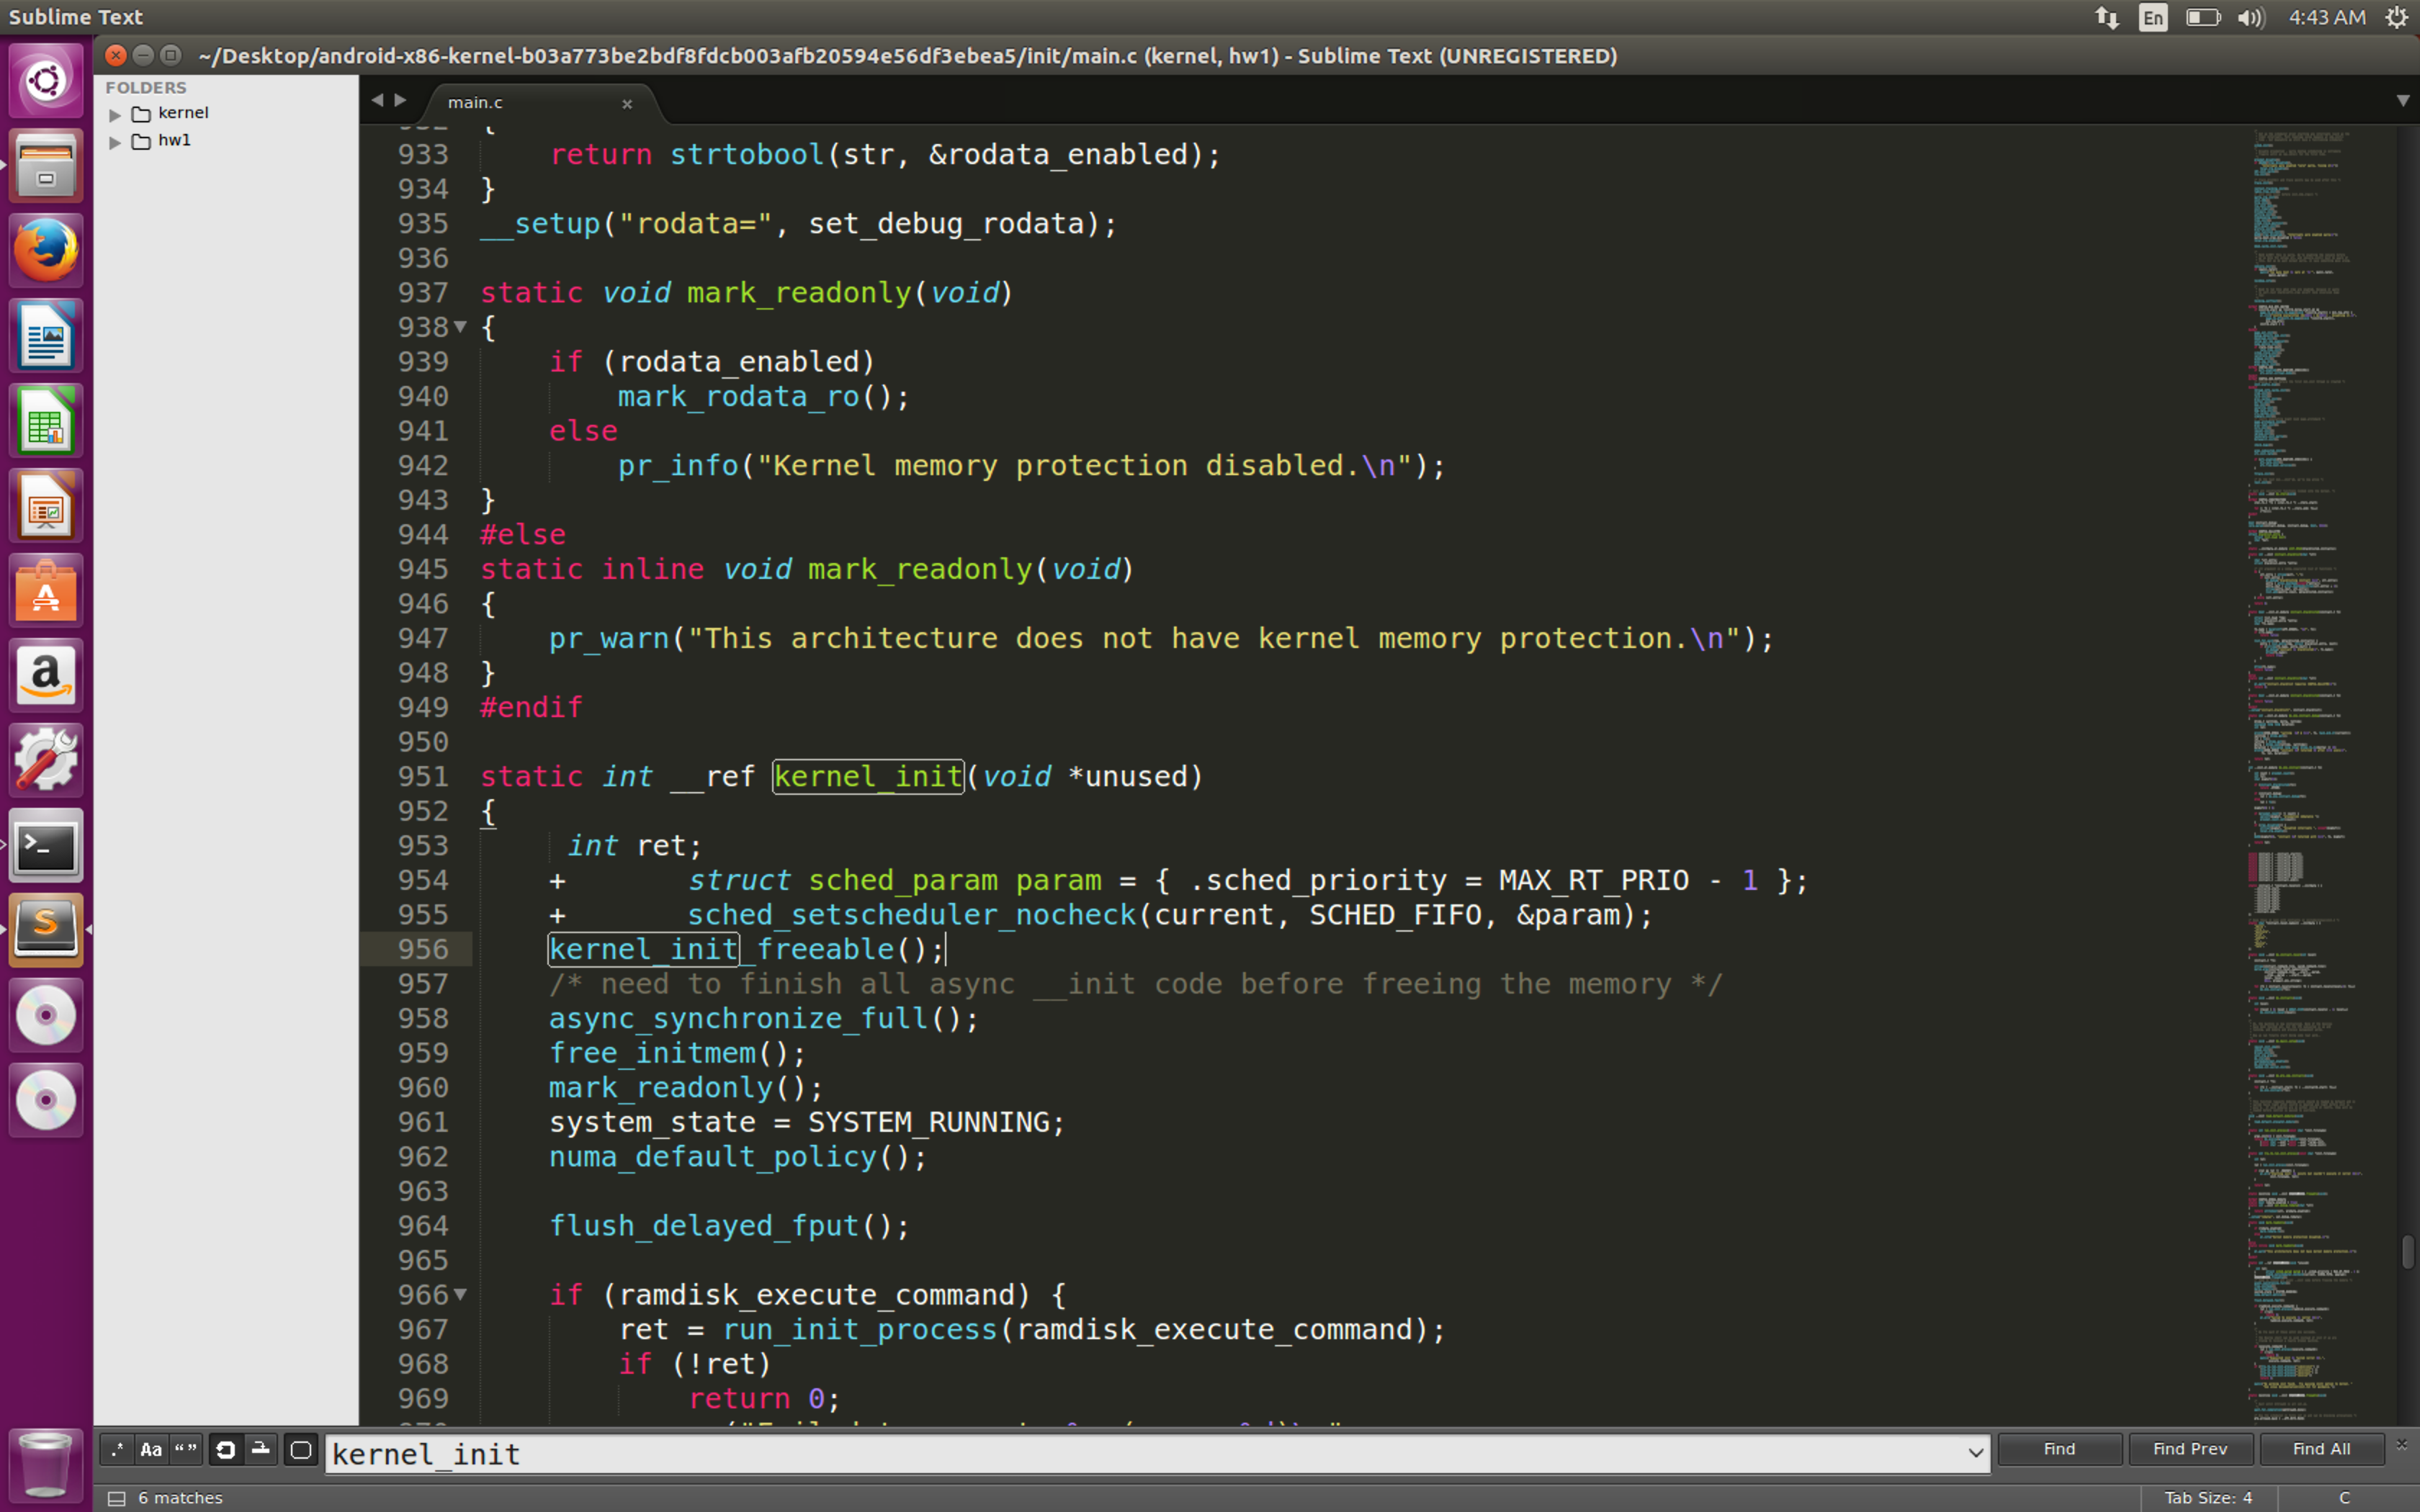 Sublime Text
En
4:43 AM
~/Desktop/android-x86-kernel-b03a773be2bdf8fdcb003afb20594e56df3ebea5/init/main.c (kernel, hw1) - Sublime Text (UNREGISTERED)
FOLDERS
kernel
hw1
main.c
933 return strtobool(str, &rodata_enabled);
934 }
935 __setup("rodata=", set_debug_rodata);
936
937 static void mark_readonly(void)
938 {
939 if (rodata_enabled)
940 mark_rodata_ro();
941 else
942 pr_info("Kernel memory protection disabled.\n");
943 }
944 #else
945 static inline void mark_readonly(void)
946 {
947 pr_warn("This architecture does not have kernel memory protection.\n");
948 }
949 #endif
950
951 static int __ref kernel_init(void *unused)
952 {
953 int ret;
954 + struct sched_param param = { .sched_priority = MAX_RT_PRIO - 1 };
955 + sched_setscheduler_nocheck(current, SCHED_FIFO, &param);
956 kernel_init_freeable();
957 /* need to finish all async __init code before freeing the memory */
958 async_synchronize_full();
959 free_initmem();
960 mark_readonly();
961 system_state = SYSTEM_RUNNING;
962 numa_default_policy();
963
964 flush_delayed_fput();
965
966 if (ramdisk_execute_command) {
967 ret = run_init_process(ramdisk_execute_command);
968 if (!ret)
969 return 0;
.* Aa “” kernel_init Find Find Prev Find All
6 matches
Tab Size: 4
C